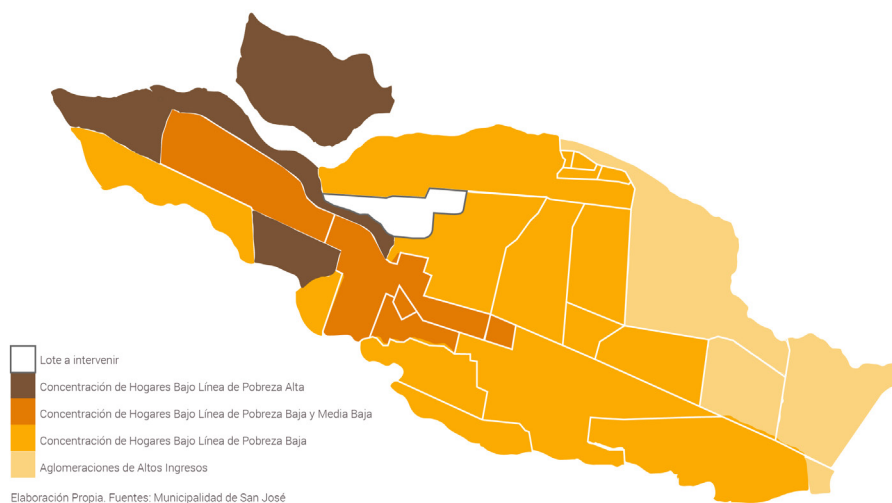 Lote a intervenir
Concentración de Hogares Bajo Línea de Pobreza Alta
Concentración de Hogares Bajo Línea de Pobreza Baja y Media Baja
Concentración de Hogares Bajo Línea de Pobreza Baja
Aglomeraciones de Altos Ingresos
Elaboración Propia. Fuentes: Municipalidad de San José